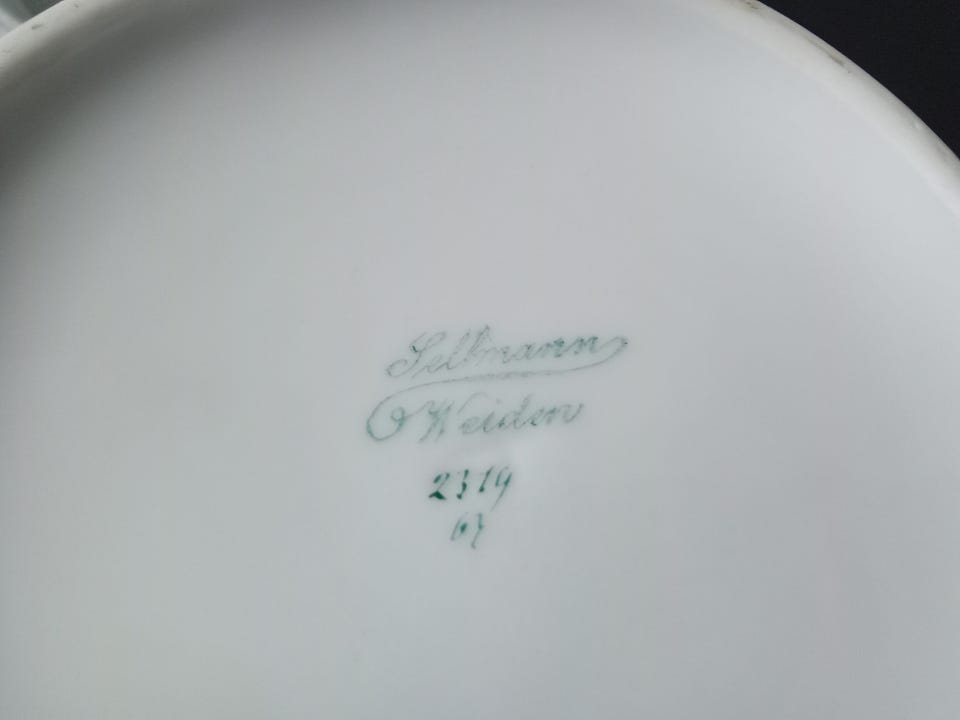 Seltmann
Weiden
2319
67